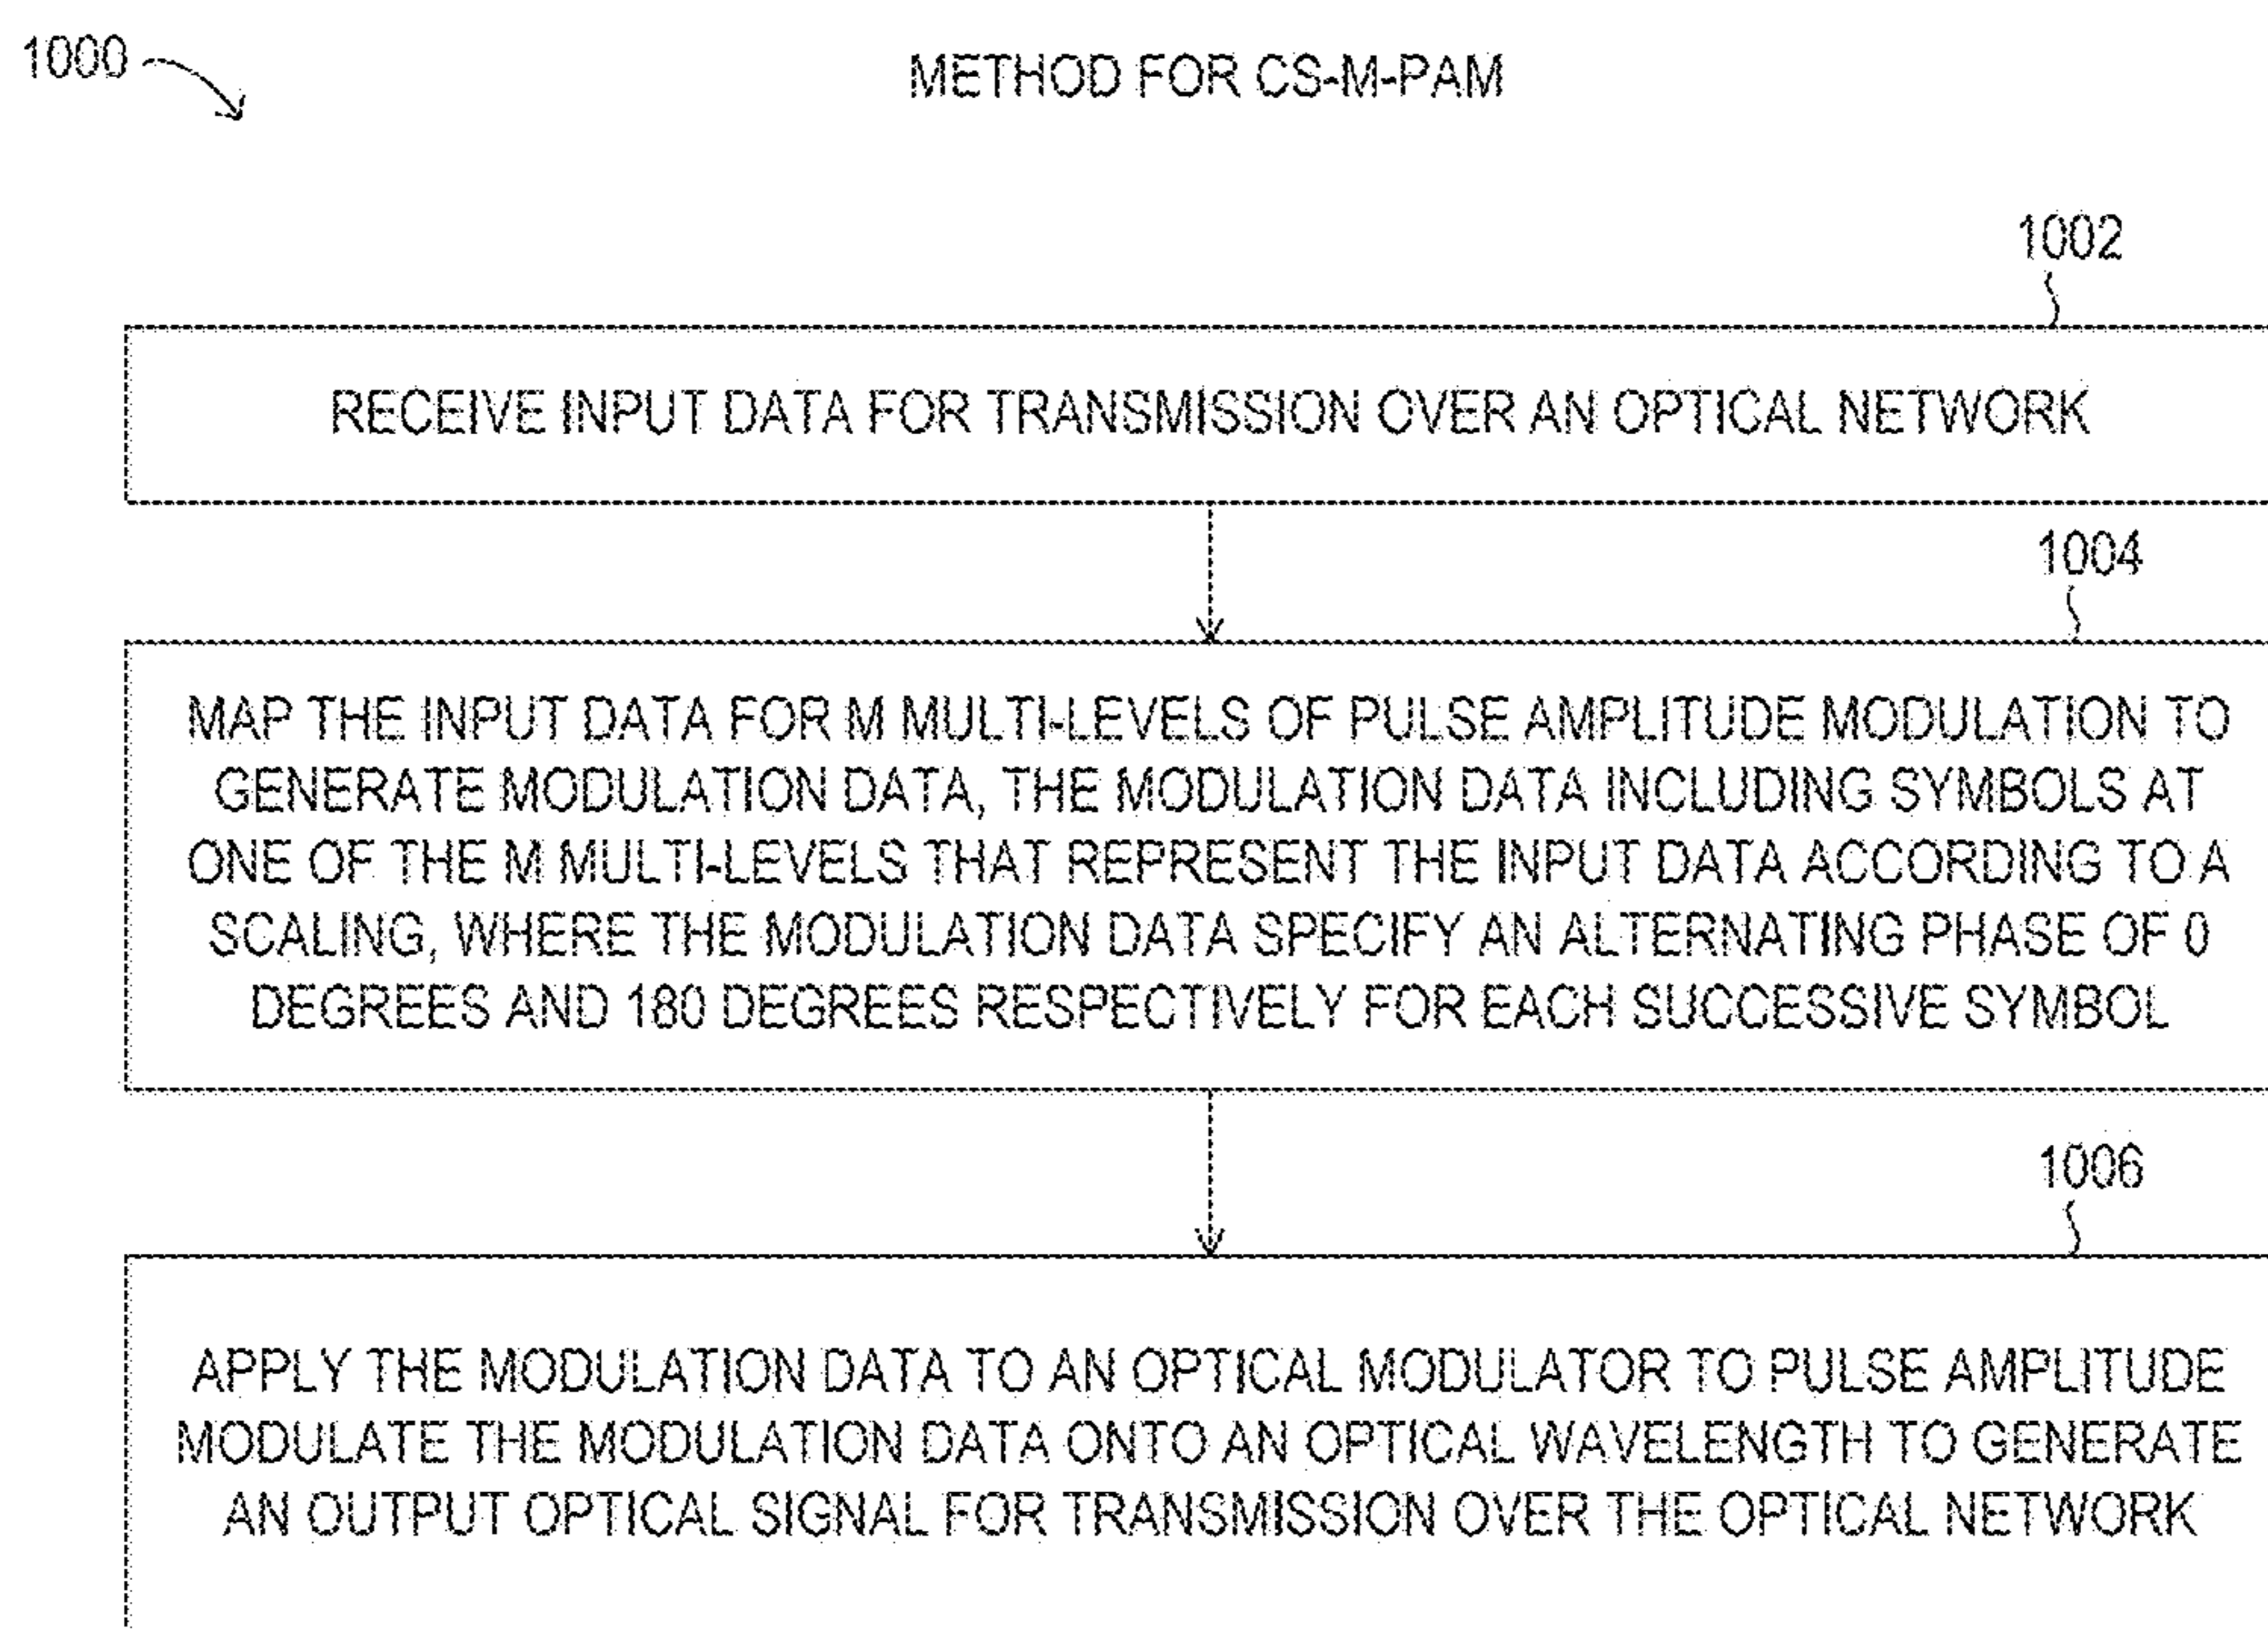 1000
METHOD FOR CS-M-PAM
1002
RECEIVE INPUT DATA FOR TRANSMISSION OVER AN OPTICAL NETWORK
1004
MAP THE INPUT DATA FOR M MULTI-LEVELS OF PULSE AMPLITUDE MODULATION TO
GENERATE MODULATION DATA, THE MODULATION DATA INCLUDING SYMBOLS AT
ONE OF THE M MULTI-LEVELS THAT REPRESENT THE INPUT DATA ACCORDING TO A
SCALING, WHERE THE MODULATION DATA SPECIFY AN ALTERNATING PHASE OF 0
DEGREES AND 180 DEGREES RESPECTIVELY FOR EACH SUCCESSIVE SYMBOL
1006
APPLY THE MODULATION DATA TO AN OPTICAL MODULATOR TO PULSE AMPLITUDE
MODULATE THE MODULATION DATA ONTO AN OPTICAL WAVELENGTH TO GENERATE
AN OUTPUT OPTICAL SIGNAL FOR TRANSMISSION OVER THE OPTICAL NETWORK